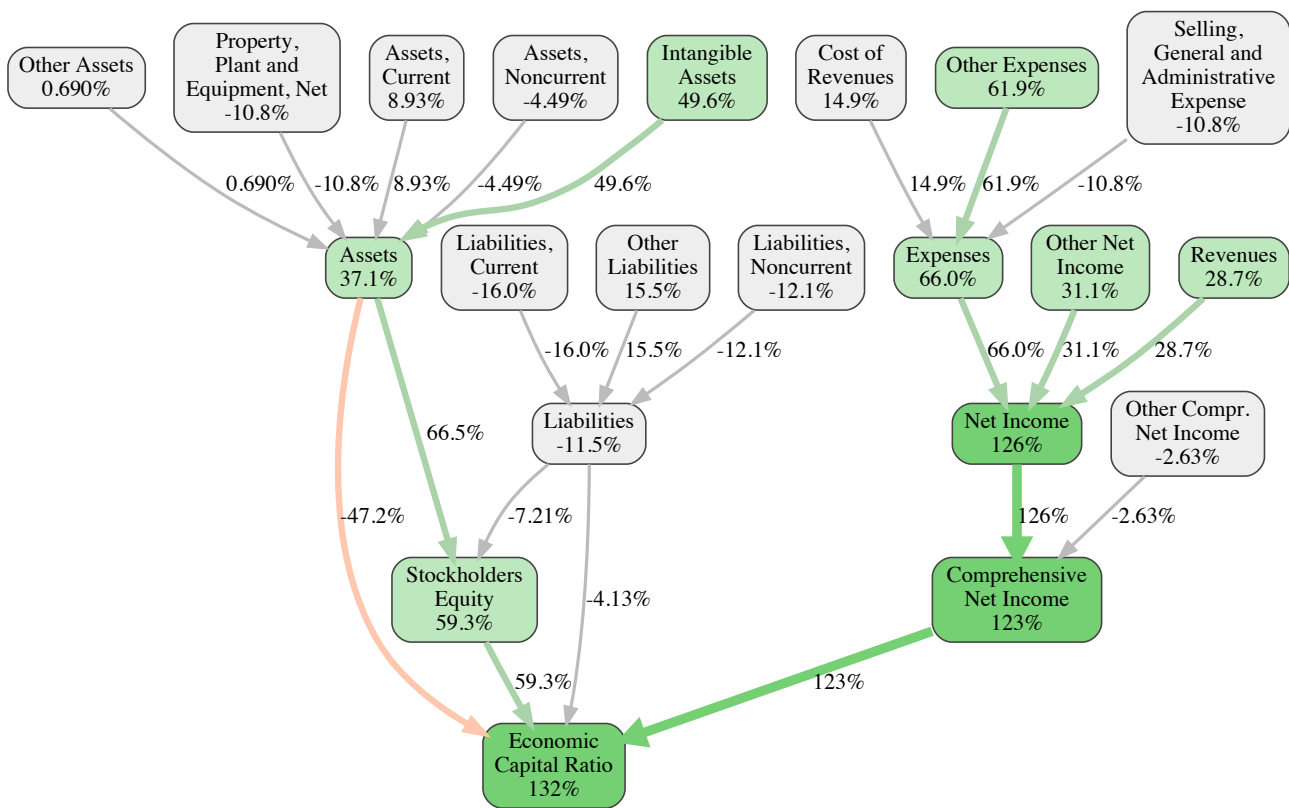 Other Assets
0.690%
Property,
Plant and
Equipment, Net
-10.8%
Assets,
Current
8.93%
Assets,
Noncurrent
-4.49%
Intangible
Assets
49.6%
Cost of
Revenues
14.9%
Other Expenses
61.9%
Selling,
General and
Administrative
Expense
-10.8%
0.690%
-10.8%
8.93%
-4.49%
49.6%
14.9%
61.9%
-10.8%
Assets
37.1%
Liabilities,
Current
-16.0%
Other
Liabilities
15.5%
Liabilities,
Noncurrent
-12.1%
Expenses
66.0%
Other Net
Income
31.1%
Revenues
28.7%
-16.0%
15.5%
-12.1%
66.0%
31.1%
28.7%
66.5%
Liabilities
-11.5%
Net Income
126%
Other Compr.
Net Income
-2.63%
-47.2%
-7.21%
126%
-2.63%
Stockholders
Equity
59.3%
-4.13%
Comprehensive
Net Income
123%
59.3%
123%
Economic
Capital Ratio
132%